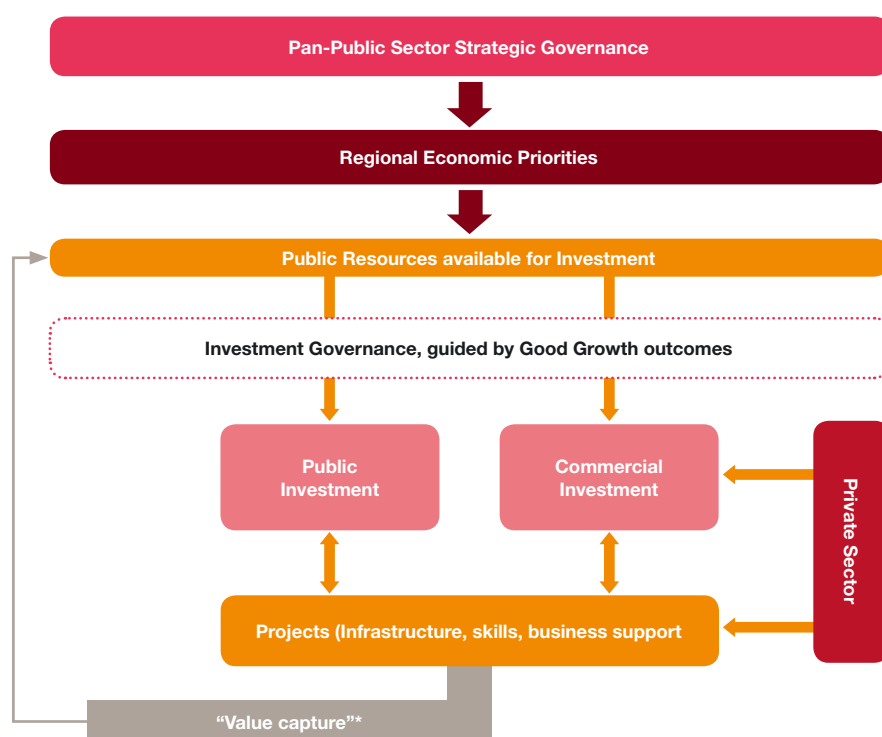 Pan-Public Sector Strategic Governance
Regional Economic Priorities
Public Resources available for Investment
Investment Governance, guided by Good Growth outcomes
Public
Investment
Commercial
Investment
Private Sector
Projects (Infrastructure, skills, business support
“Value capture”*